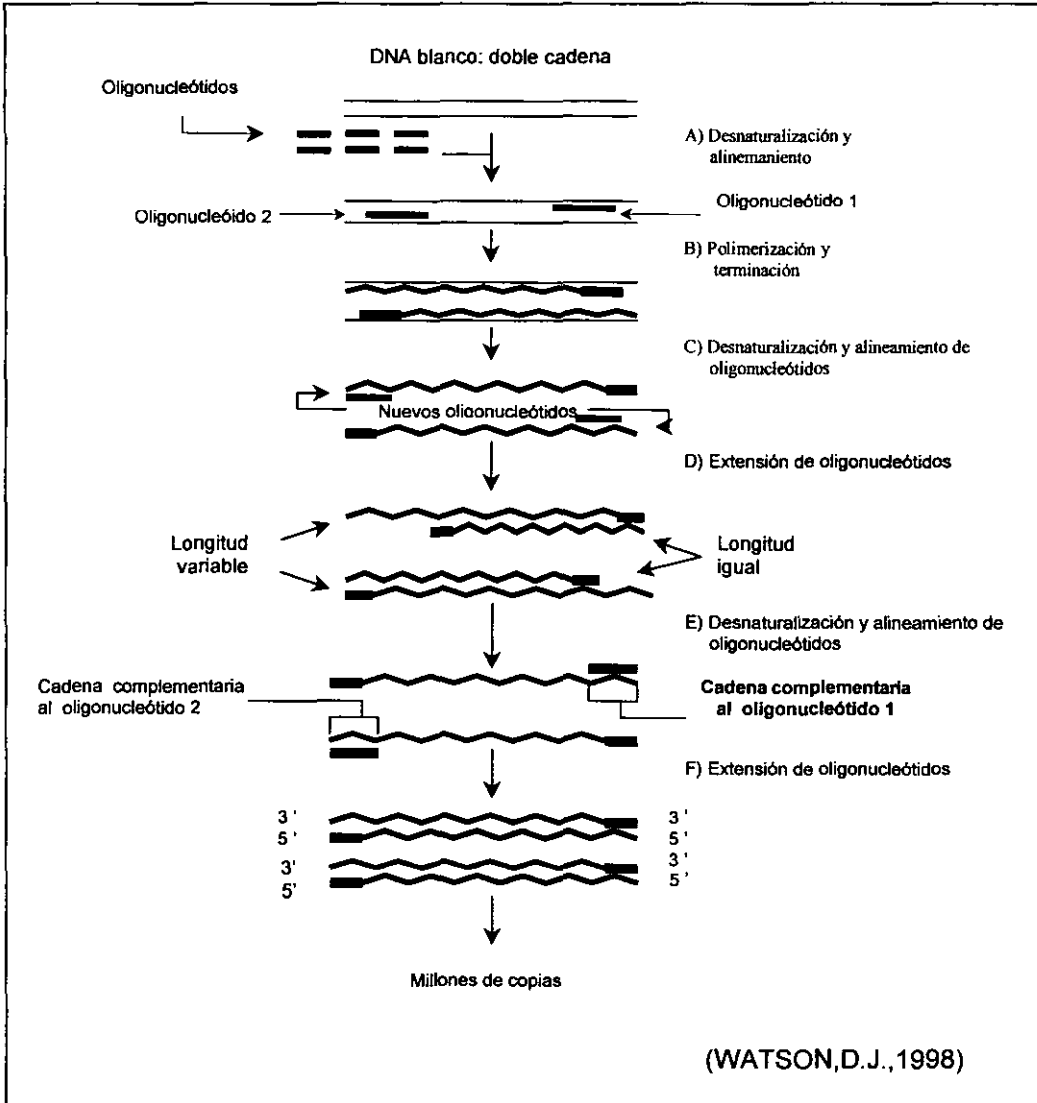 DNA blanco: doble cadena
Oligonucleótidos
A) Desnaturalización y
alinemaniento
Oligonucleóido 2
Oligonucleótido 1
B) Polimerización y
terminación
C) Desnaturalización y alineamiento de
oligonucleótidos
Nuevos oligonucleótidos
D) Extensión de oligonucleótidos
Longitud
variable
Longitud
igual
E) Desnaturalización y alineamiento de
oligonucleótidos
Cadena complementaria
al oligonucleótido 2
Cadena complementaria
al oligonucleótido 1
F) Extensión de oligonucleótidos
3 ' 3 '
5 ' 5 '
3' 3 '
5' 5 '
Millones de copias
(WATSON,D.J.,1998)